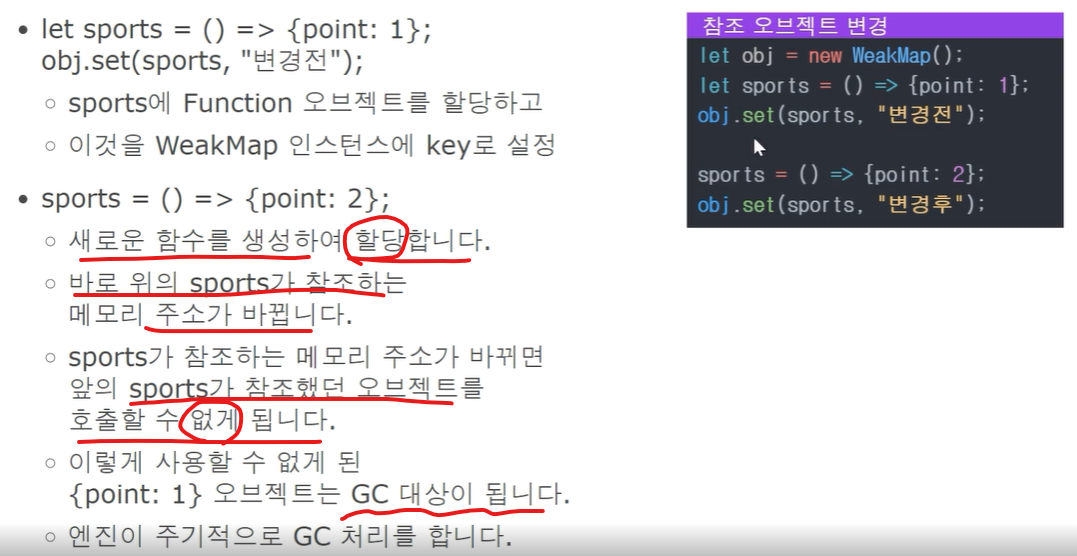 • let sports = () => {point: 1};
obj.set(sports, "변경전");
◦ sports에 Function 오브젝트를 할당하고
◦ 이것을 WeakMap 인스턴스에 key로 설정
• sports = () => {point: 2};
◦ 새로운 함수를 생성하여 할당합니다.
◦ 바로 위의 sports가 참조하는
메모리 주소가 바뀝니다.
◦ sports가 참조하는 메모리 주소가 바뀌면
앞의 sports가 참조했던 오브젝트를
호출할 수 없게 됩니다.
◦ 이렇게 사용할 수 없게 된
{point: 1} 오브젝트는 GC 대상이 됩니다.
◦ 엔진이 주기적으로 GC 처리를 합니다.
참조 오브젝트 변경
let obj = new WeakMap();
let sports = () => {point: 1};
obj.set(sports, "변경전");
sports = () => {point: 2};
obj.set(sports, "변경후");